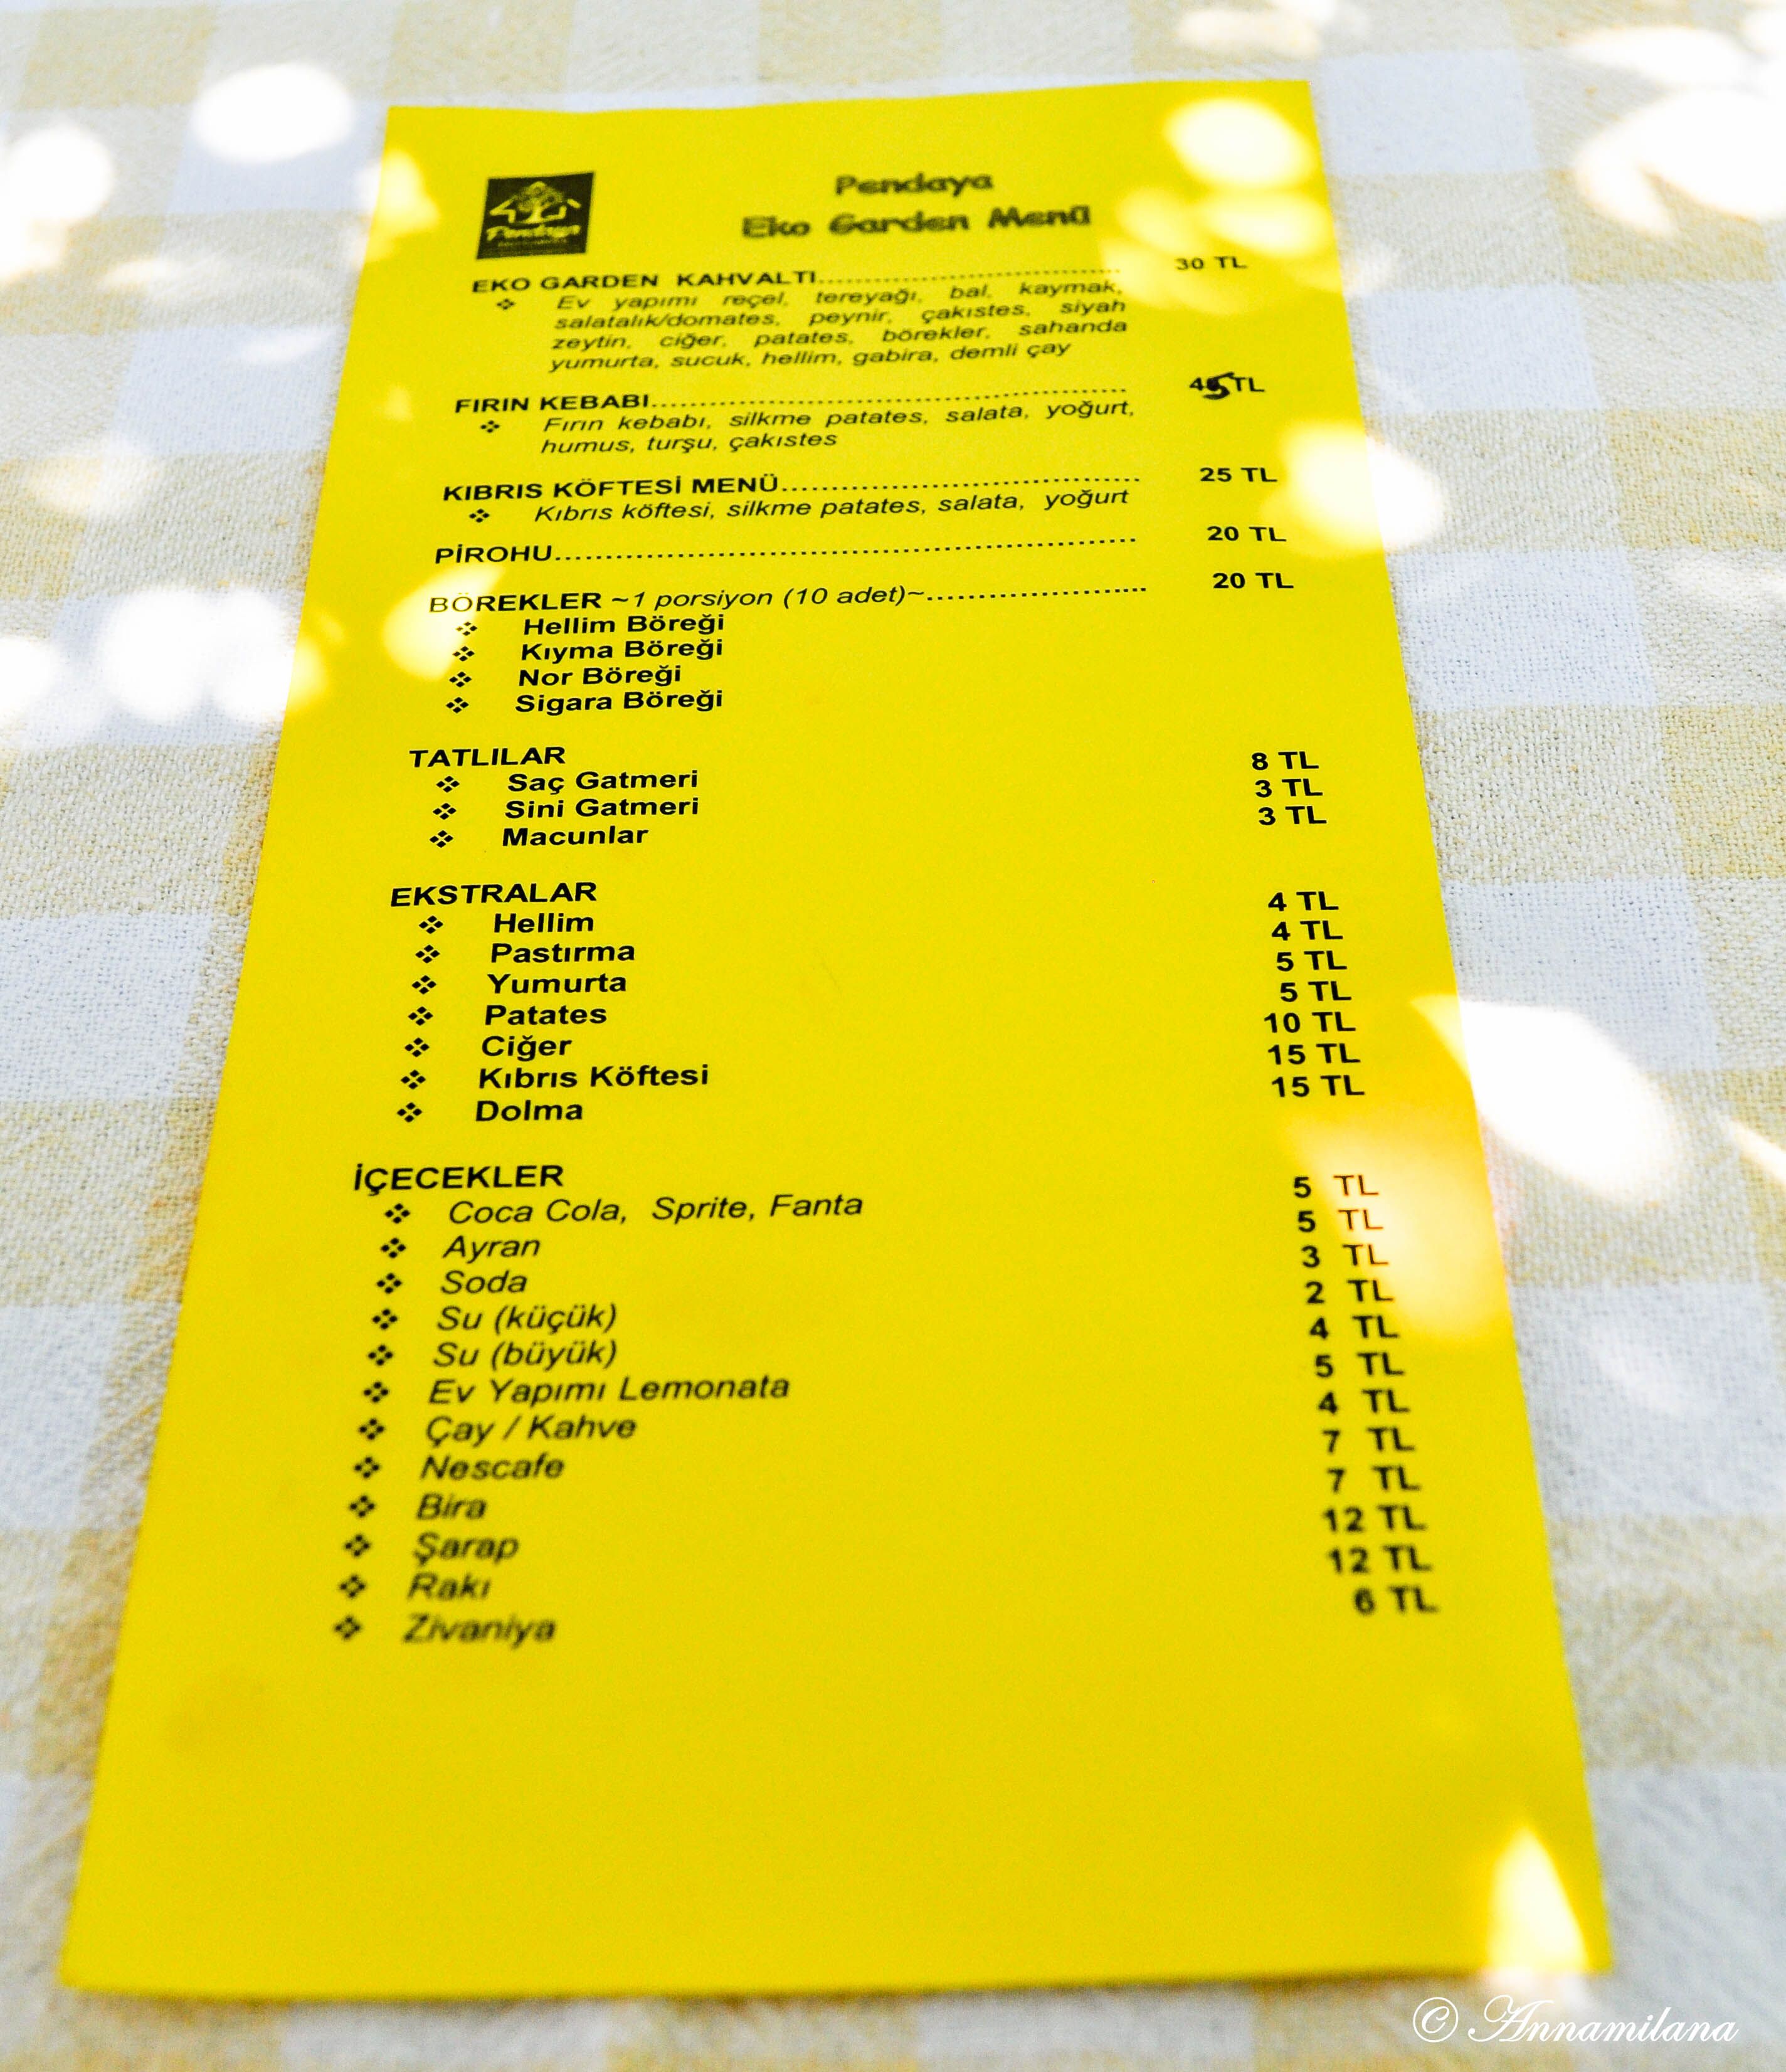 Pendaya
Pendaya
Eko Garden Menü
EKO GARDEN KAHVALTI................................................ 30 TL
❖ Ev yapımı reçel, tereyağı, bal, kaymak,
salatalık/domates, peynir, çakıstes, siyah
zeytin, ciğer, patates, börekler, sahanda
yumurta, sucuk, hellim, gabira, demli çay
FIRIN KEBABI................................................ 45 TL
❖ Fırın kebabı, silkme patates, salata, yoğurt,
humus, turşu, çakıstes
KIBRIS KÖFTESİ MENÜ................................................ 25 TL
❖ Kıbrıs köftesi, silkme patates, salata, yoğurt
PİROHU................................................ 20 TL
BÖREKLER ~1 porsiyon (10 adet)~................................ 20 TL
❖ Hellim Böreği
❖ Kıyma Böreği
❖ Nor Böreği
❖ Sigara Böreği
TATLILAR
❖ Saç Gatmeri 8 TL
❖ Sini Gatmeri 3 TL
❖ Macunlar 3 TL
EKSTRALAR
❖ Hellim 4 TL
❖ Pastırma 4 TL
❖ Yumurta 5 TL
❖ Patates 5 TL
❖ Ciğer 10 TL
❖ Kıbrıs Köftesi 15 TL
❖ Dolma 15 TL
İÇECEKLER
❖ Coca Cola, Sprite, Fanta 5 TL
❖ Ayran 5 TL
❖ Soda 3 TL
❖ Su (küçük) 2 TL
❖ Su (büyük) 4 TL
❖ Ev Yapımı Lemonata 5 TL
❖ Çay / Kahve 4 TL
❖ Nescafe 7 TL
❖ Bira 7 TL
❖ Şarap 12 TL
❖ Rakı 12 TL
❖ Zivaniya 6 TL
© Annamilana